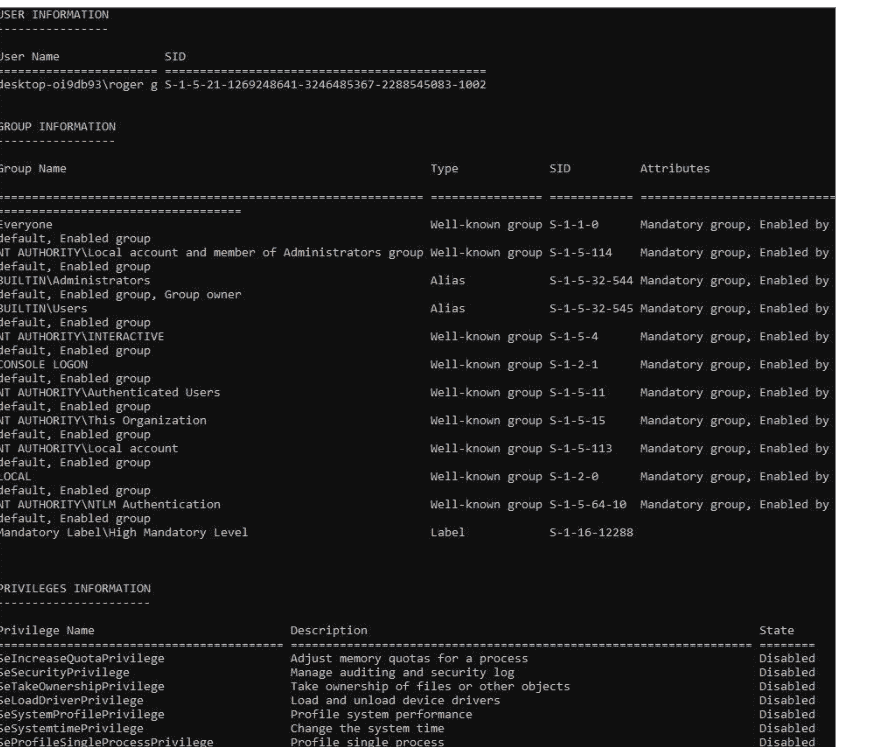 USER INFORMATION
----------------
User Name SID
======================= ==============================================
desktop-oi9db93\roger g S-1-5-21-1269248641-3246485367-2288545083-1002
GROUP INFORMATION
-----------------
Group Name Type SID Attributes
============================================================= ================ ============ ============================
===================================
Everyone Well-known group S-1-1-0 Mandatory group, Enabled by
default, Enabled group
NT AUTHORITY\Local account and member of Administrators group Well-known group S-1-5-114 Mandatory group, Enabled by
default, Enabled group
BUILTIN\Administrators Alias S-1-5-32-544 Mandatory group, Enabled by
default, Enabled group, Group owner
BUILTIN\Users Alias S-1-5-32-545 Mandatory group, Enabled by
default, Enabled group
NT AUTHORITY\INTERACTIVE Well-known group S-1-5-4 Mandatory group, Enabled by
default, Enabled group
CONSOLE LOGON Well-known group S-1-2-1 Mandatory group, Enabled by
default, Enabled group
NT AUTHORITY\Authenticated Users Well-known group S-1-5-11 Mandatory group, Enabled by
default, Enabled group
NT AUTHORITY\This Organization Well-known group S-1-5-15 Mandatory group, Enabled by
default, Enabled group
NT AUTHORITY\Local account Well-known group S-1-5-113 Mandatory group, Enabled by
default, Enabled group
LOCAL Well-known group S-1-2-0 Mandatory group, Enabled by
default, Enabled group
NT AUTHORITY\NTLM Authentication Well-known group S-1-5-64-10 Mandatory group, Enabled by
default, Enabled group
Mandatory Label\High Mandatory Level Label S-1-16-12288
PRIVILEGES INFORMATION
----------------------
Privilege Name Description State
========================================= ================================================================== ========
SeIncreaseQuotaPrivilege Adjust memory quotas for a process Disabled
SeSecurityPrivilege Manage auditing and security log Disabled
SeTakeOwnershipPrivilege Take ownership of files or other objects Disabled
SeLoadDriverPrivilege Load and unload device drivers Disabled
SeSystemProfilePrivilege Profile system performance Disabled
SeSystemtimePrivilege Change the system time Disabled
SeProfileSingleProcessPrivilege Profile single process Disabled